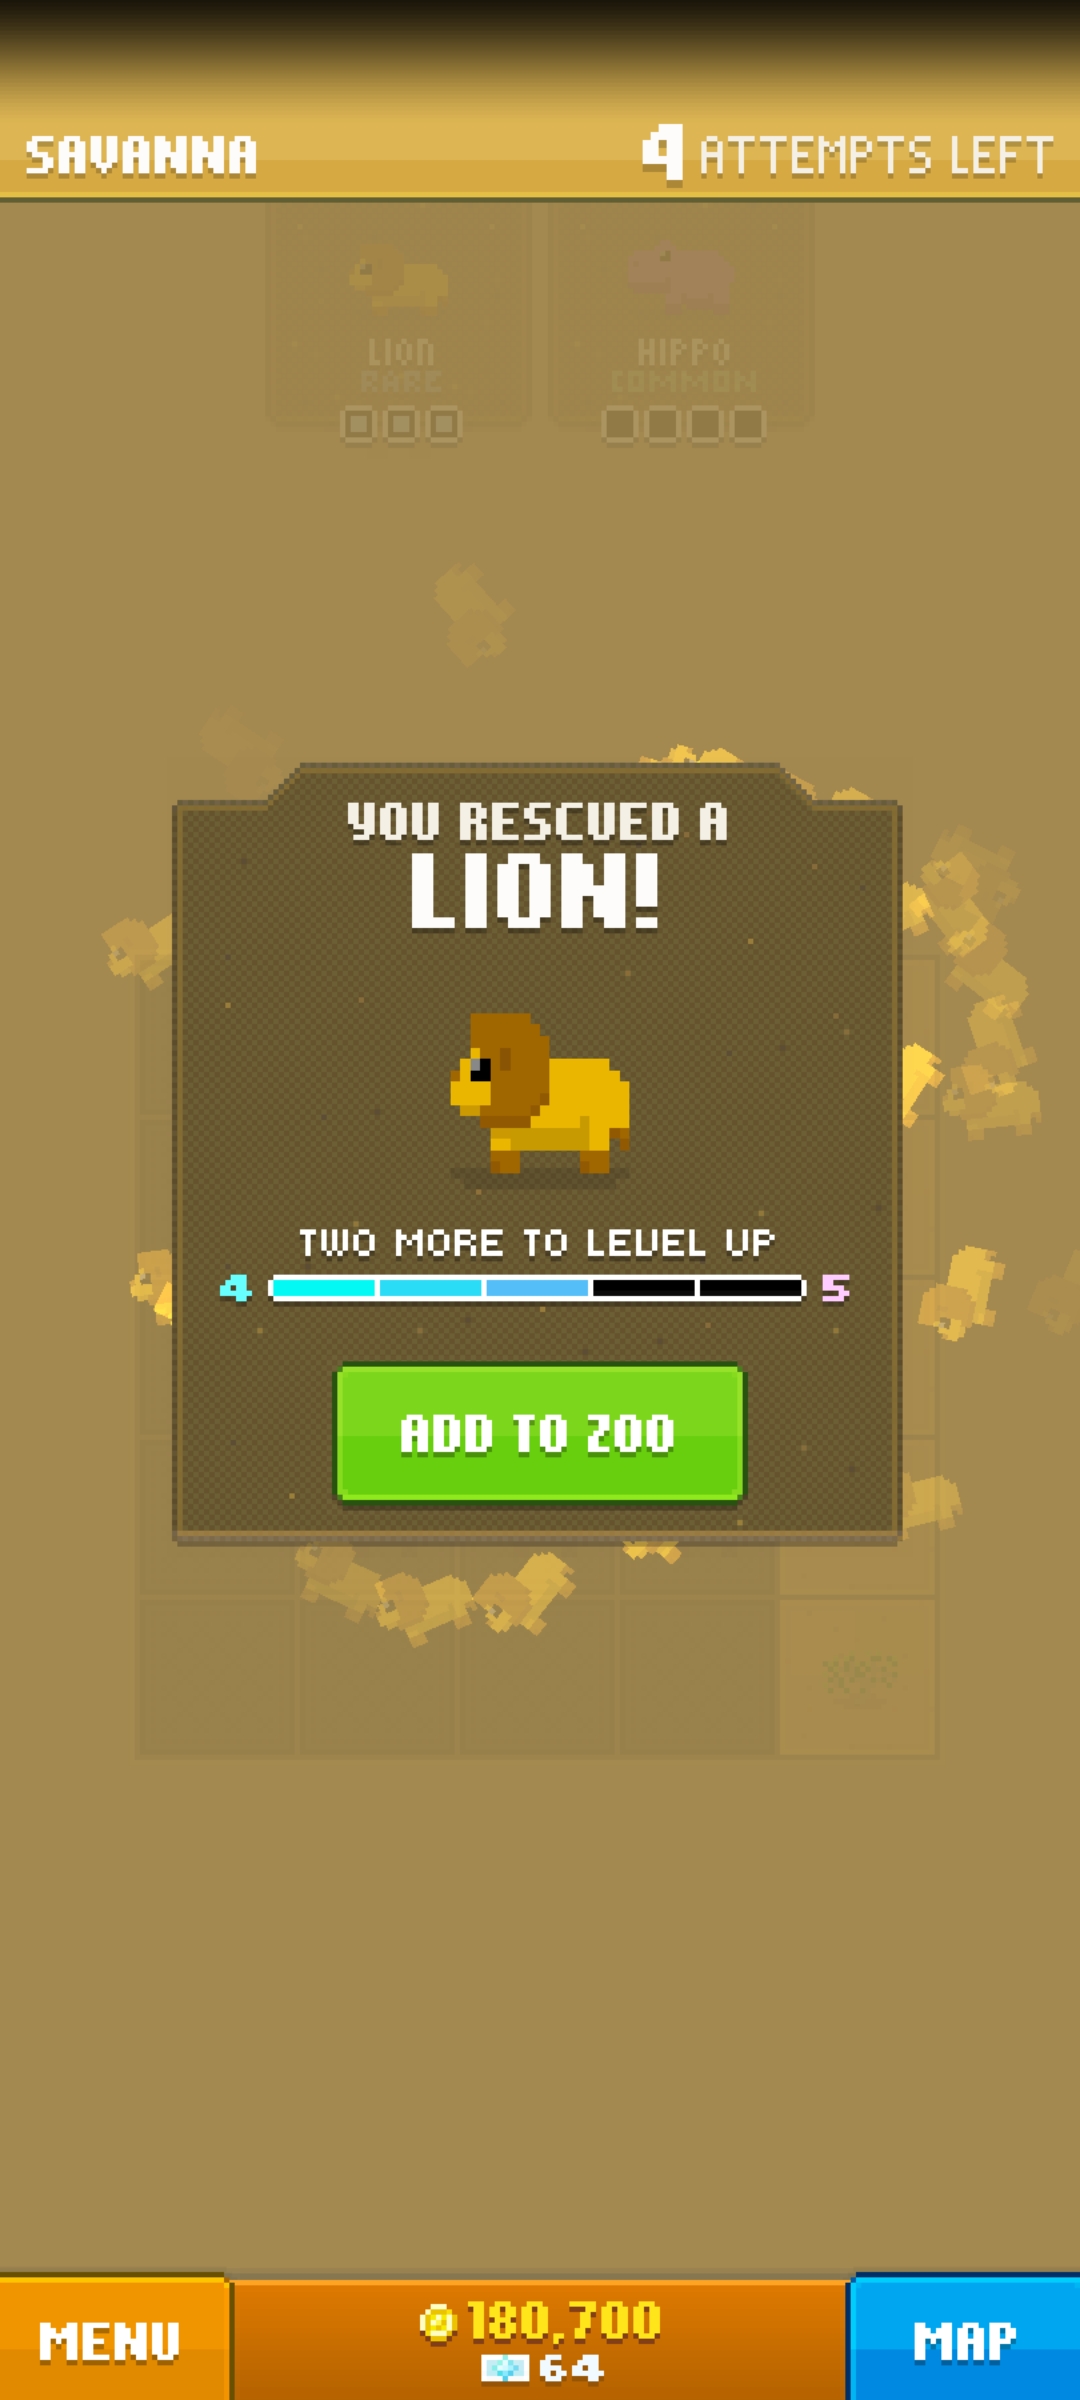 SAVANNA
4 ATTEMPTS LEFT
LION
RARE
HIPPO
COMMON
YOU RESCUED A
LION!
TWO MORE TO LEVEL UP
4
5
ADD TO ZOO
MENU
180,700
64
MAP